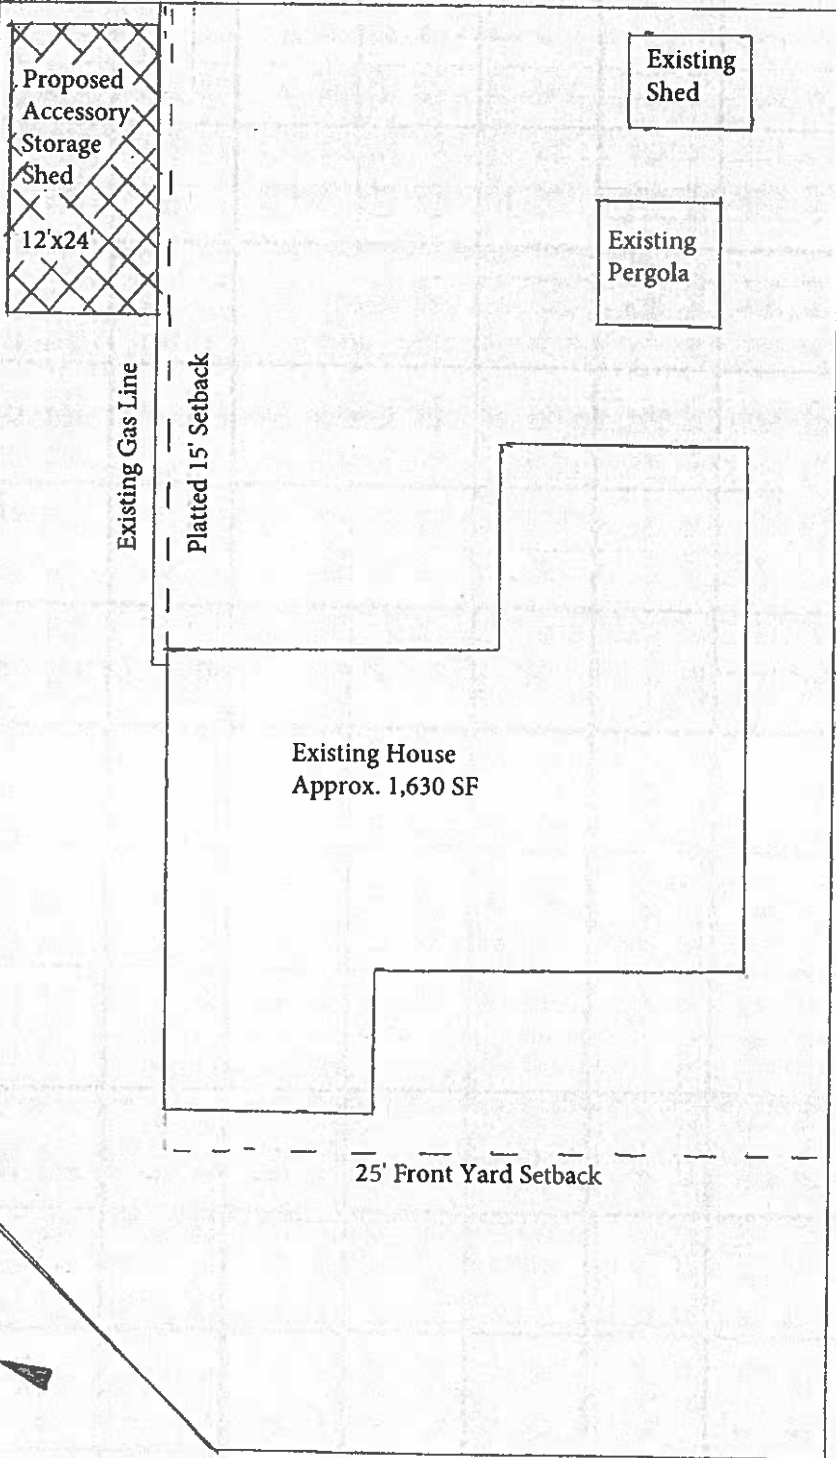 Proposed
Accessory
Storage
Shed
12'x24'
Existing
Shed
Existing
Pergola
Existing Gas Line
Platted 15' Setback
Existing House
Approx. 1,630 SF
25' Front Yard Setback